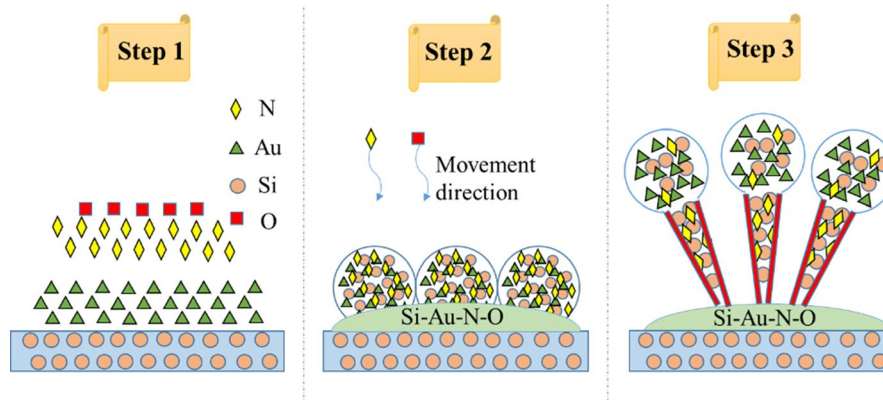 Step 1
N
Au
Si
O
Step 2
Movement
direction
Si-Au-N-O
Step 3
Si-Au-N-O